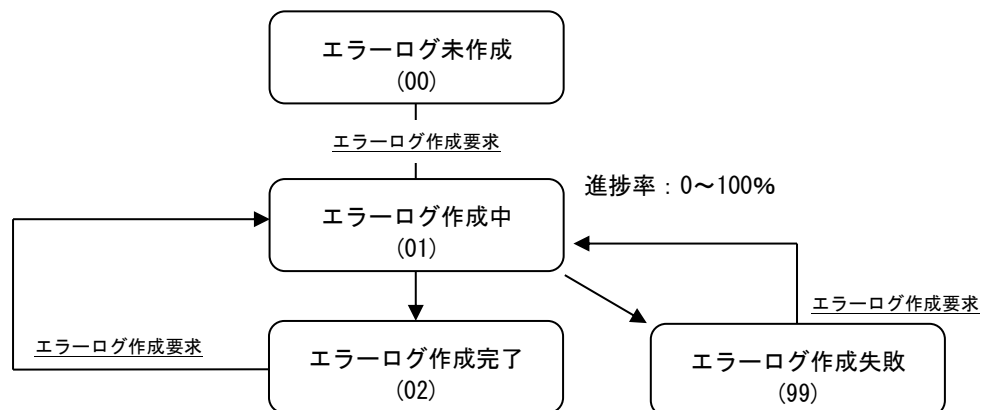 エラーログ未作成
(00)
エラーログ作成要求
進捗率：0～100%
エラーログ作成中
(01)
エラーログ作成要求
エラーログ作成要求
エラーログ作成完了
(02)
エラーログ作成失敗
(99)